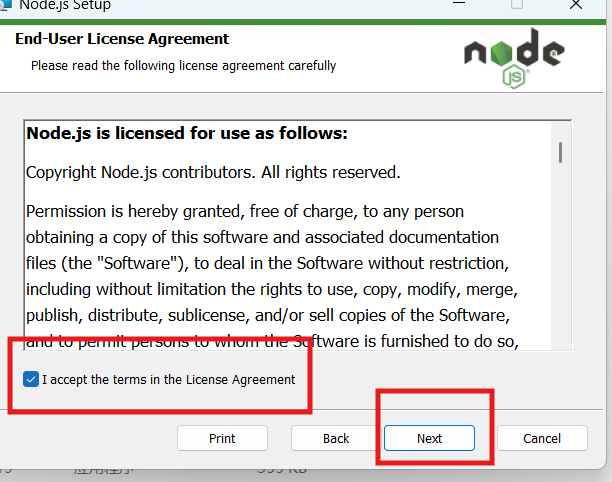 Node.js Setup
End-User License Agreement
Please read the following license agreement carefully
node
JS
Node.js is licensed for use as follows:
Copyright Node.js contributors. All rights reserved.
Permission is hereby granted, free of charge, to any person
obtaining a copy of this software and associated documentation
files (the "Software"), to deal in the Software without restriction,
including without limitation the rights to use, copy, modify, merge,
publish, distribute, sublicense, and/or sell copies of the Software,
and to permit persons to whom the Software is furnished to do so,
I accept the terms in the License Agreement
Print Back Next Cancel
应用程序